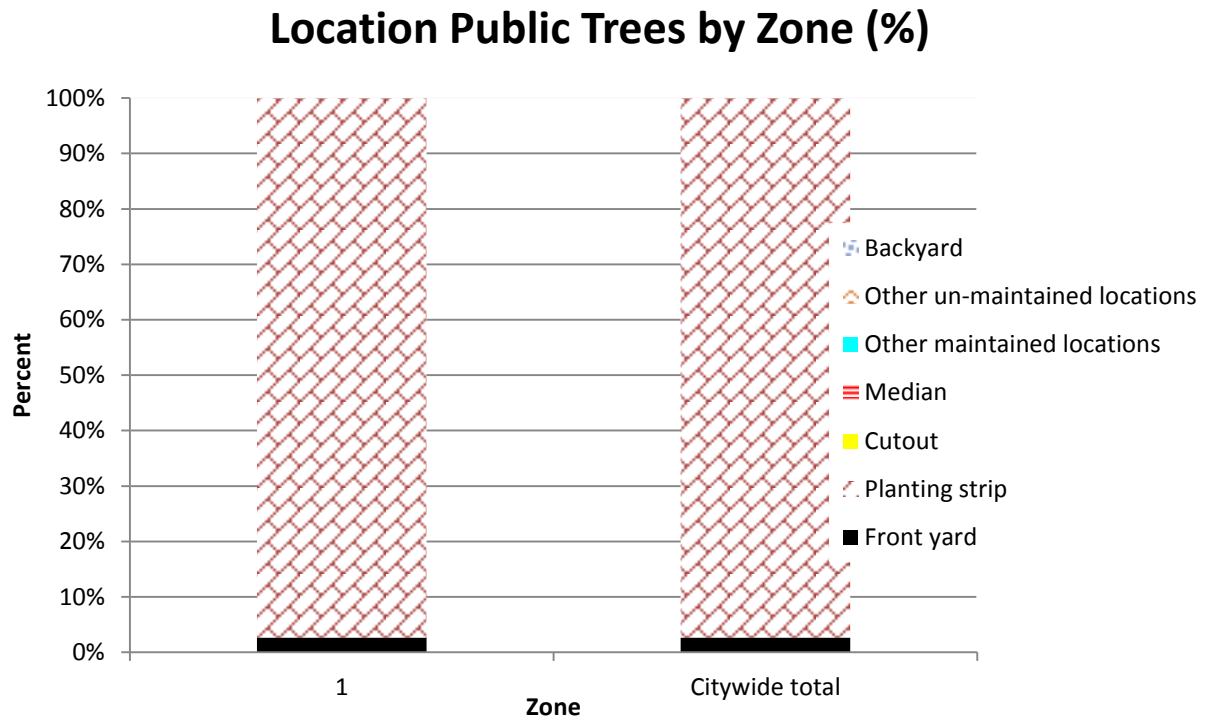 Location Public Trees by Zone (%)
100%
90%
80%
70%
60%
50%
40%
30%
20%
10%
0%
Percent
1
Citywide total
Zone
Backyard
Other un-maintained locations
Other maintained locations
Median
Cutout
Planting strip
Front yard